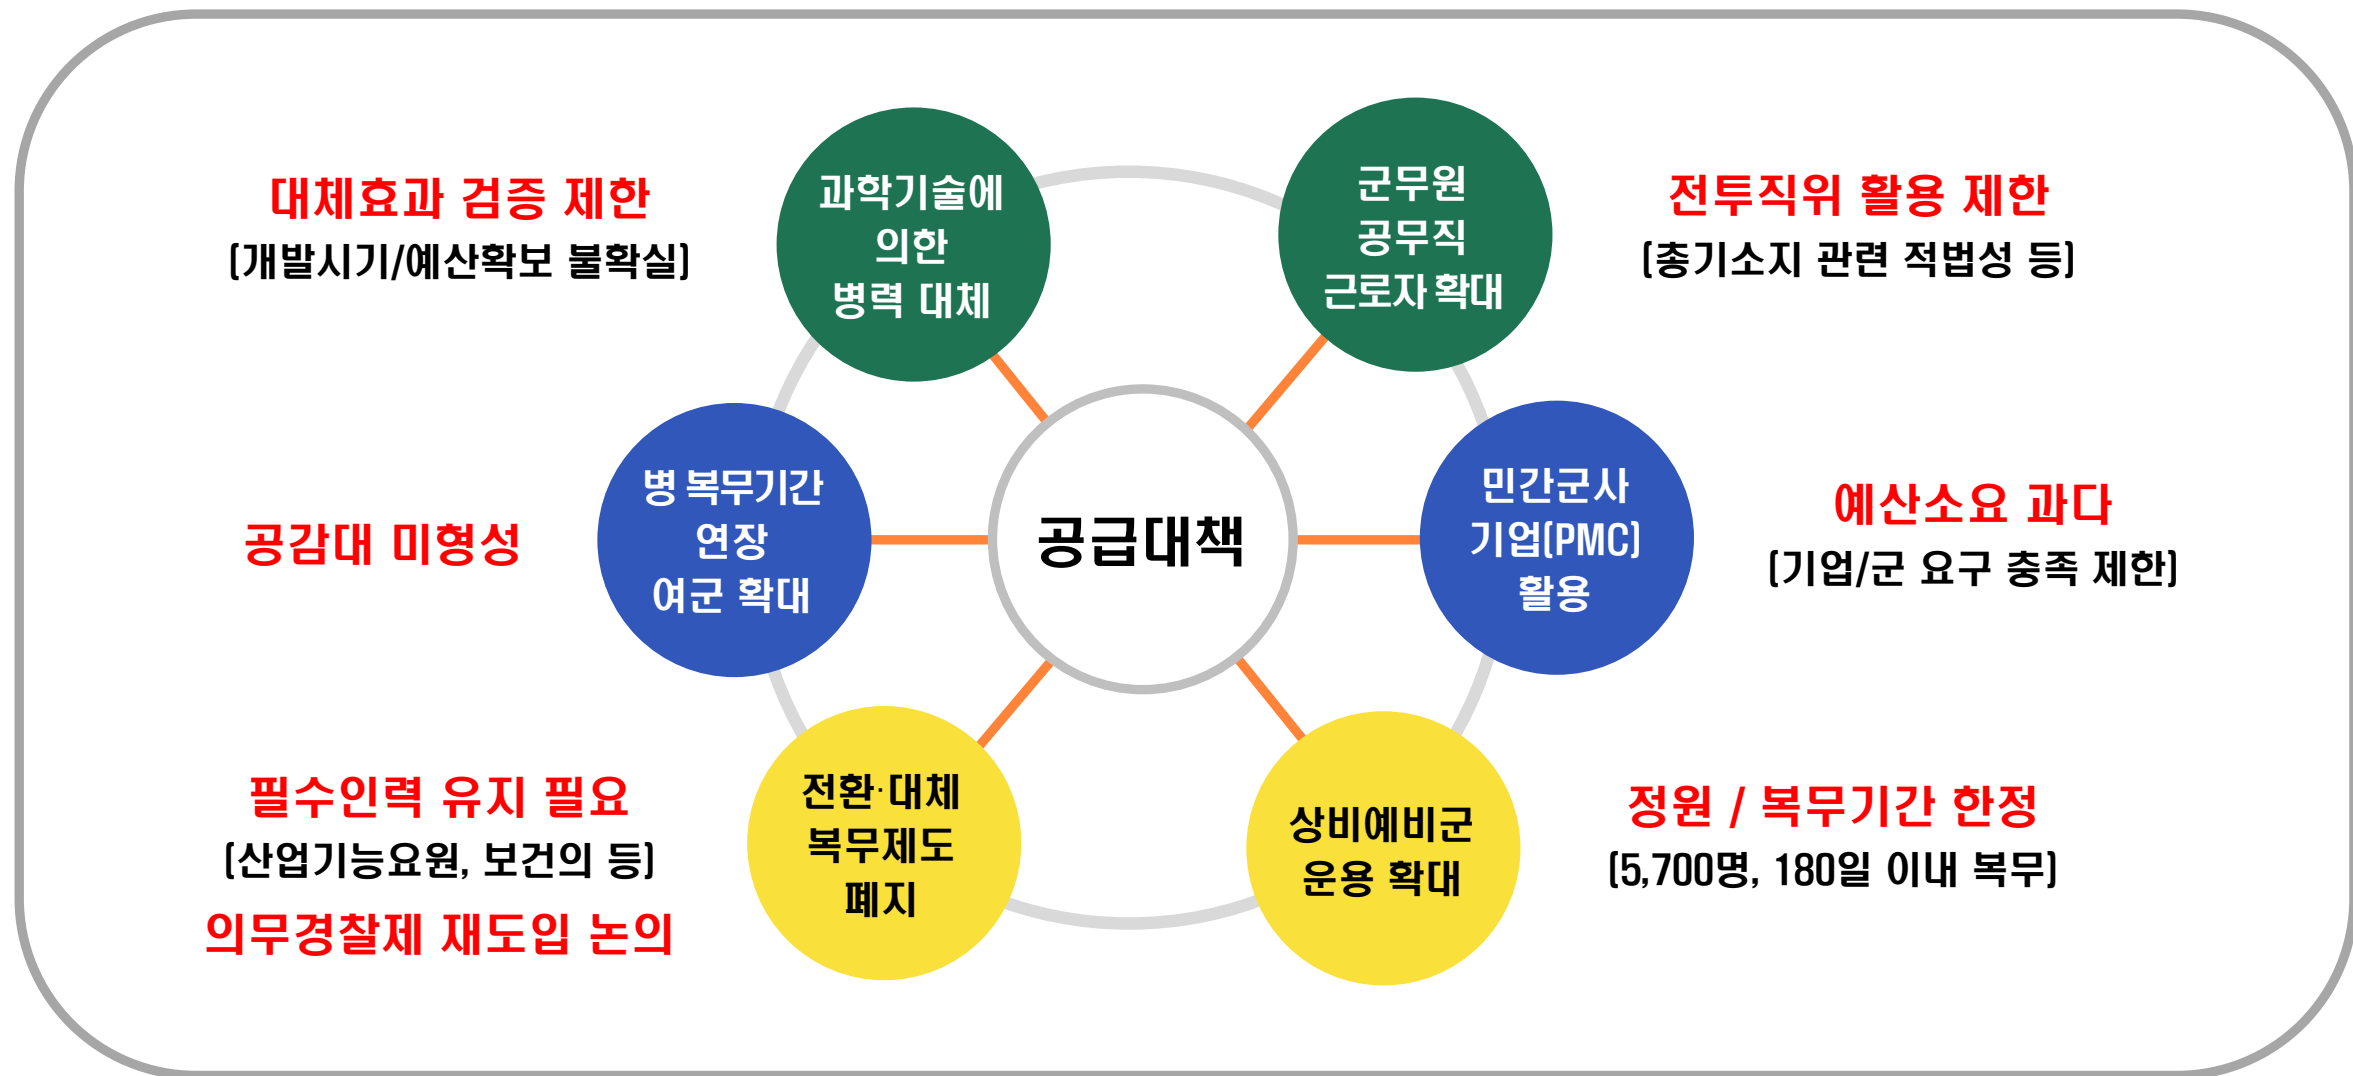 대체효과 검증 제한
(개발시기/예산확보 불확실)
과학기술에
의한
병력 대체
군무원
공무직
근로자 확대
전투직위 활용 제한
(총기소지 관련 적법성 등)
공감대 미형성
병 복무기간
연장
여군 확대
공급대책
민간군사
기업(PMC)
활용
예산소요 과다
(기업/군 요구 충족 제한)
필수인력 유지 필요
(산업기능요원, 보건의 등)
의무경찰제 재도입 논의
전환·대체
복무제도
폐지
상비예비군
운용 확대
정원 / 복무기간 한정
(5,700명, 180일 이내 복무)